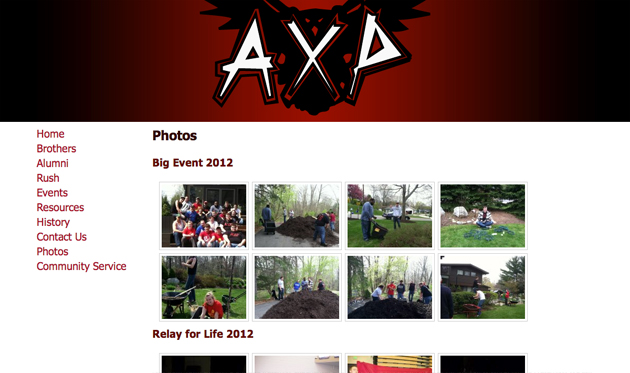 AXP
Home
Brothers
Alumni
Rush
Events
Resources
History
Contact Us
Photos
Community Service
Photos
Big Event 2012
Relay for Life 2012